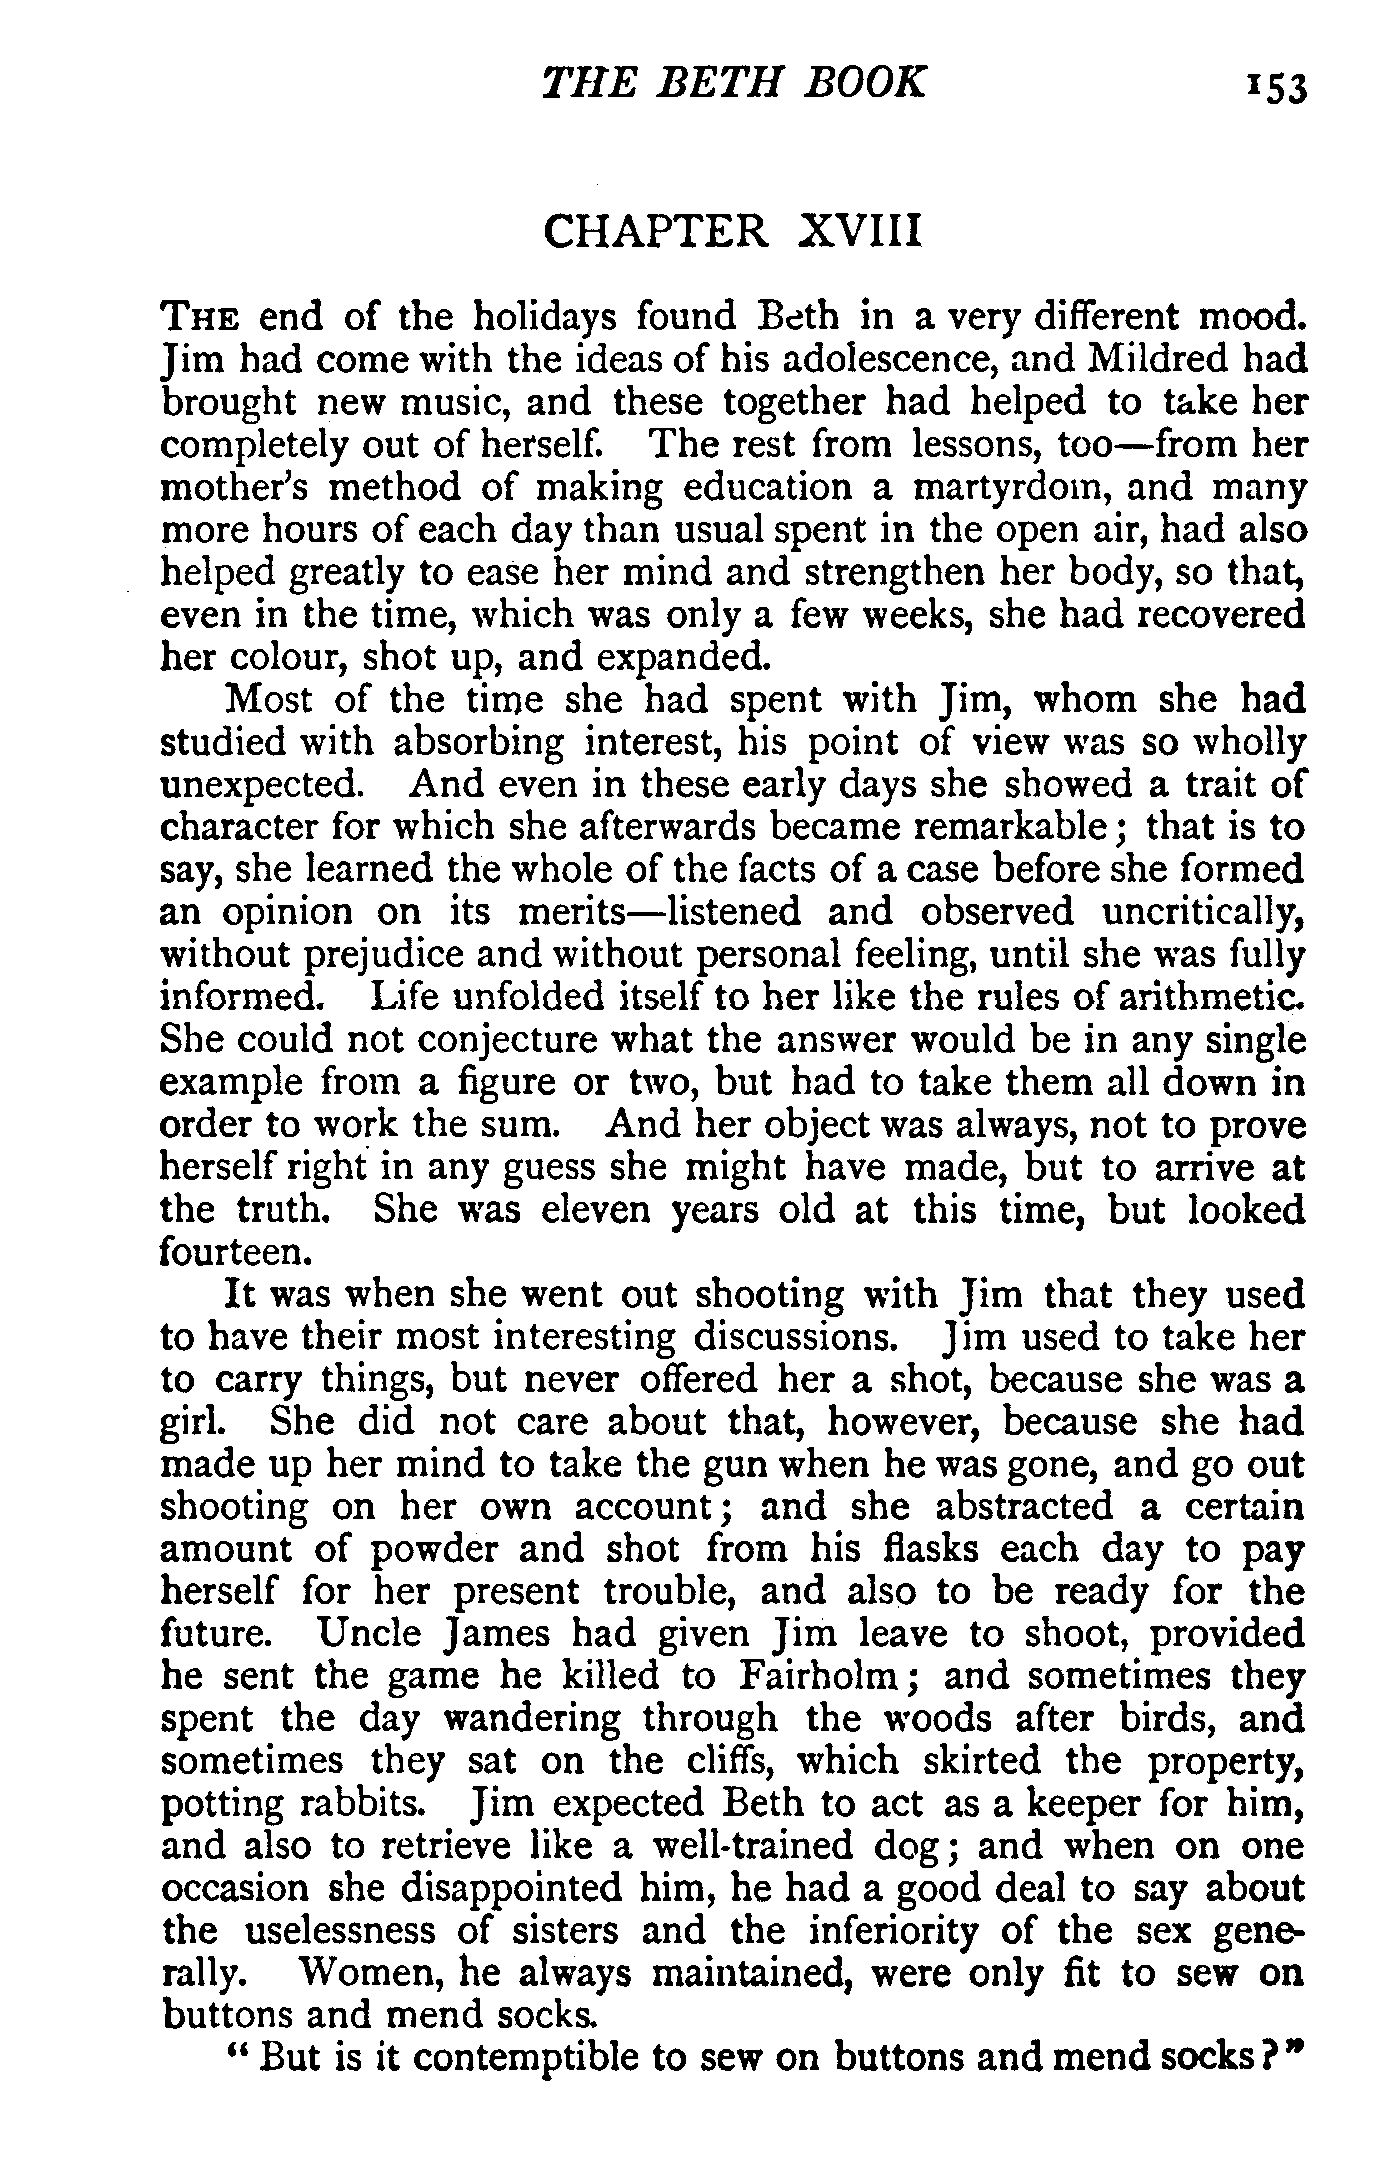 THE BETH BOOK 153
CHAPTER XVIII
THE end of the holidays found Beth in a very different mood.
Jim had come with the ideas of his adolescence, and Mildred had
brought new music, and these together had helped to take her
completely out of herself. The rest from lessons, too—from her
mother's method of making education a martyrdom, and many
more hours of each day than usual spent in the open air, had also
helped greatly to ease her mind and strengthen her body, so that,
even in the time, which was only a few weeks, she had recovered
her colour, shot up, and expanded.
Most of the time she had spent with Jim, whom she had
studied with absorbing interest, his point of view was so wholly
unexpected. And even in these early days she showed a trait of
character for which she afterwards became remarkable; that is to
say, she learned the whole of the facts of a case before she formed
an opinion on its merits—listened and observed uncritically,
without prejudice and without personal feeling, until she was fully
informed. Life unfolded itself to her like the rules of arithmetic.
She could not conjecture what the answer would be in any single
example from a figure or two, but had to take them all down in
order to work the sum. And her object was always, not to prove
herself right in any guess she might have made, but to arrive at
the truth. She was eleven years old at this time, but looked
fourteen.
It was when she went out shooting with Jim that they used
to have their most interesting discussions. Jim used to take her
to carry things, but never offered her a shot, because she was a
girl. She did not care about that, however, because she had
made up her mind to take the gun when he was gone, and go out
shooting on her own account; and she abstracted a certain
amount of powder and shot from his flasks each day to pay
herself for her present trouble, and also to be ready for the
future. Uncle James had given Jim leave to shoot, provided
he sent the game he killed to Fairholm; and sometimes they
spent the day wandering through the woods after birds, and
sometimes they sat on the cliffs, which skirted the property,
potting rabbits. Jim expected Beth to act as a keeper for him,
and also to retrieve like a well-trained dog; and when on one
occasion she disappointed him, he had a good deal to say about
the uselessness of sisters and the inferiority of the sex gene-
rally. Women, he always maintained, were only fit to sew on
buttons and mend socks.
"But is it contemptible to sew on buttons and mend socks?"